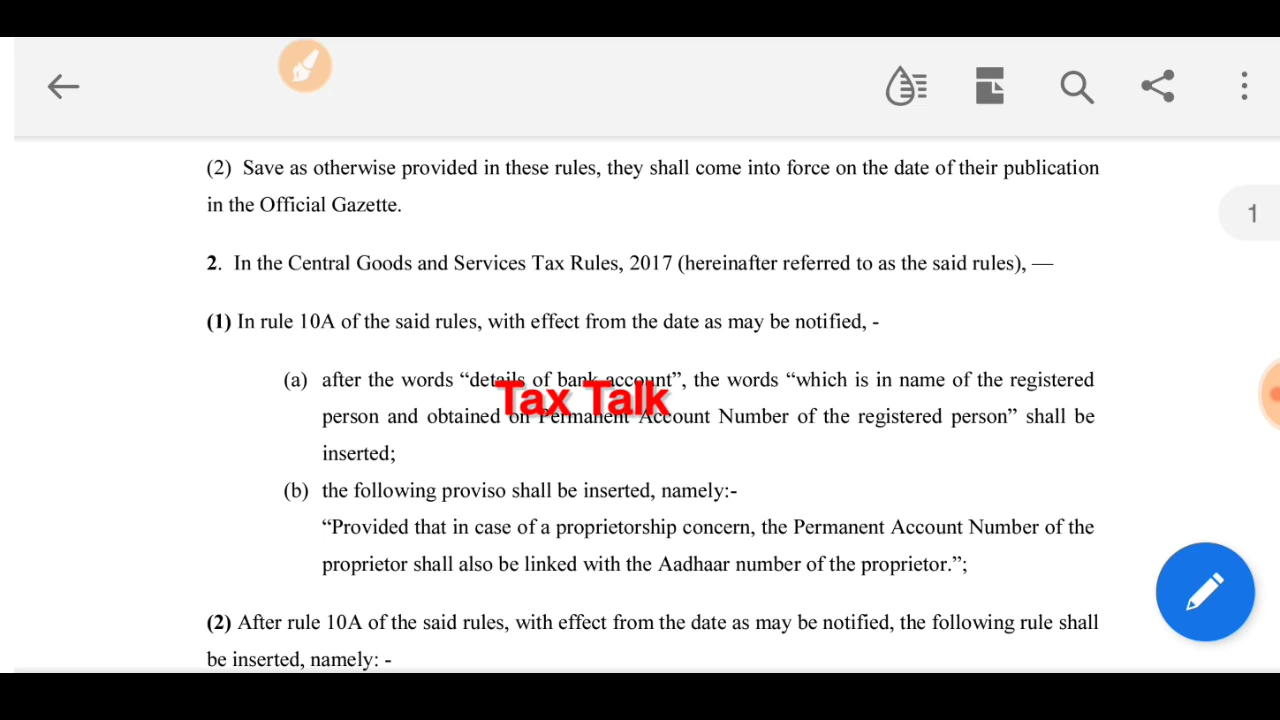 (2) Save as otherwise provided in these rules, they shall come into force on the date of their publication
in the Official Gazette.
1
2. In the Central Goods and Services Tax Rules, 2017 (hereinafter referred to as the said rules), —
(1) In rule 10A of the said rules, with effect from the date as may be notified, -
(a) after the words “details of bank account”, the words “which is in name of the registered
Tax Talk
person and obtained on Permanent Account Number of the registered person” shall be
inserted;
(b) the following proviso shall be inserted, namely:-
“Provided that in case of a proprietorship concern, the Permanent Account Number of the
proprietor shall also be linked with the Aadhaar number of the proprietor.”;
(2) After rule 10A of the said rules, with effect from the date as may be notified, the following rule shall
be inserted, namely: -